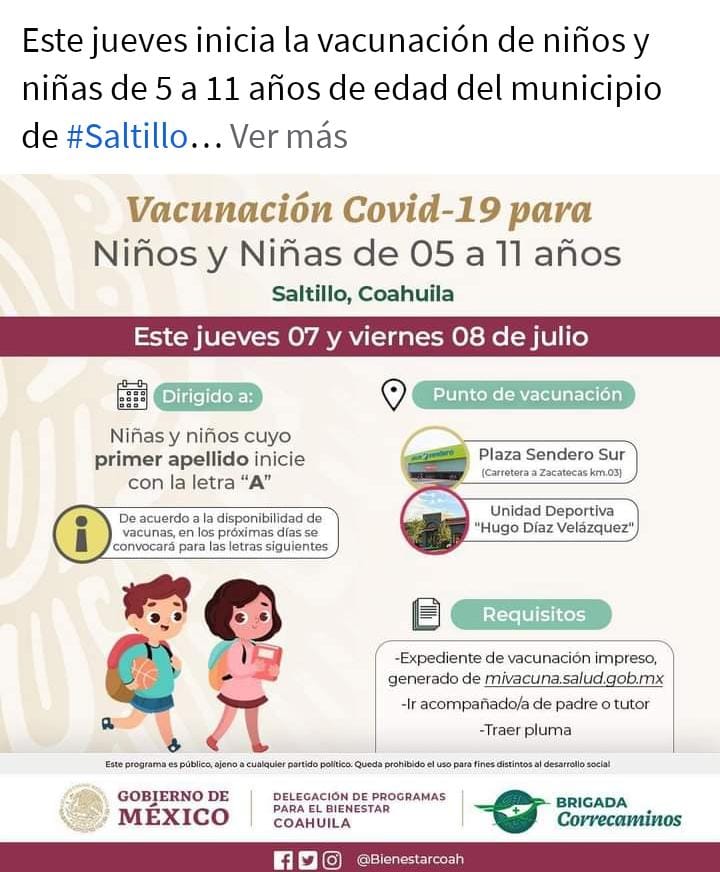 Este jueves inicia la vacunación de niños y
niñas de 5 a 11 años de edad del municipio
de #Saltillo… Ver más
Vacunación Covid-19 para
Niños y Niñas de 05 a 11 años
Saltillo, Coahuila
Este jueves 07 y viernes 08 de julio
Dirigido a:
Niñas y niños cuyo
primer apellido inicie
con la letra “A”
i
De acuerdo a la disponibilidad de
vacunas, en los próximas días se
convocará para las letras siguientes
Punto de vacunación
Plaza Sendero Sur
(Carretera a Zacatecas km.03)
Unidad Deportiva
"Hugo Díaz Velázquez"
Requisitos
-Expediente de vacunación impreso,
generado de mivacuna.salud.gob.mx
-Ir acompañado/a de padre o tutor
-Traer pluma
Este programa es público, ajeno a cualquier partido político. Queda prohibido el uso para fines distintos al desarrollo social
GOBIERNO DE
MÉXICO
DELEGACIÓN DE PROGRAMAS
PARA EL BIENESTAR
COAHUILA
BRIGADA
Correcaminos
@Bienestarcoah